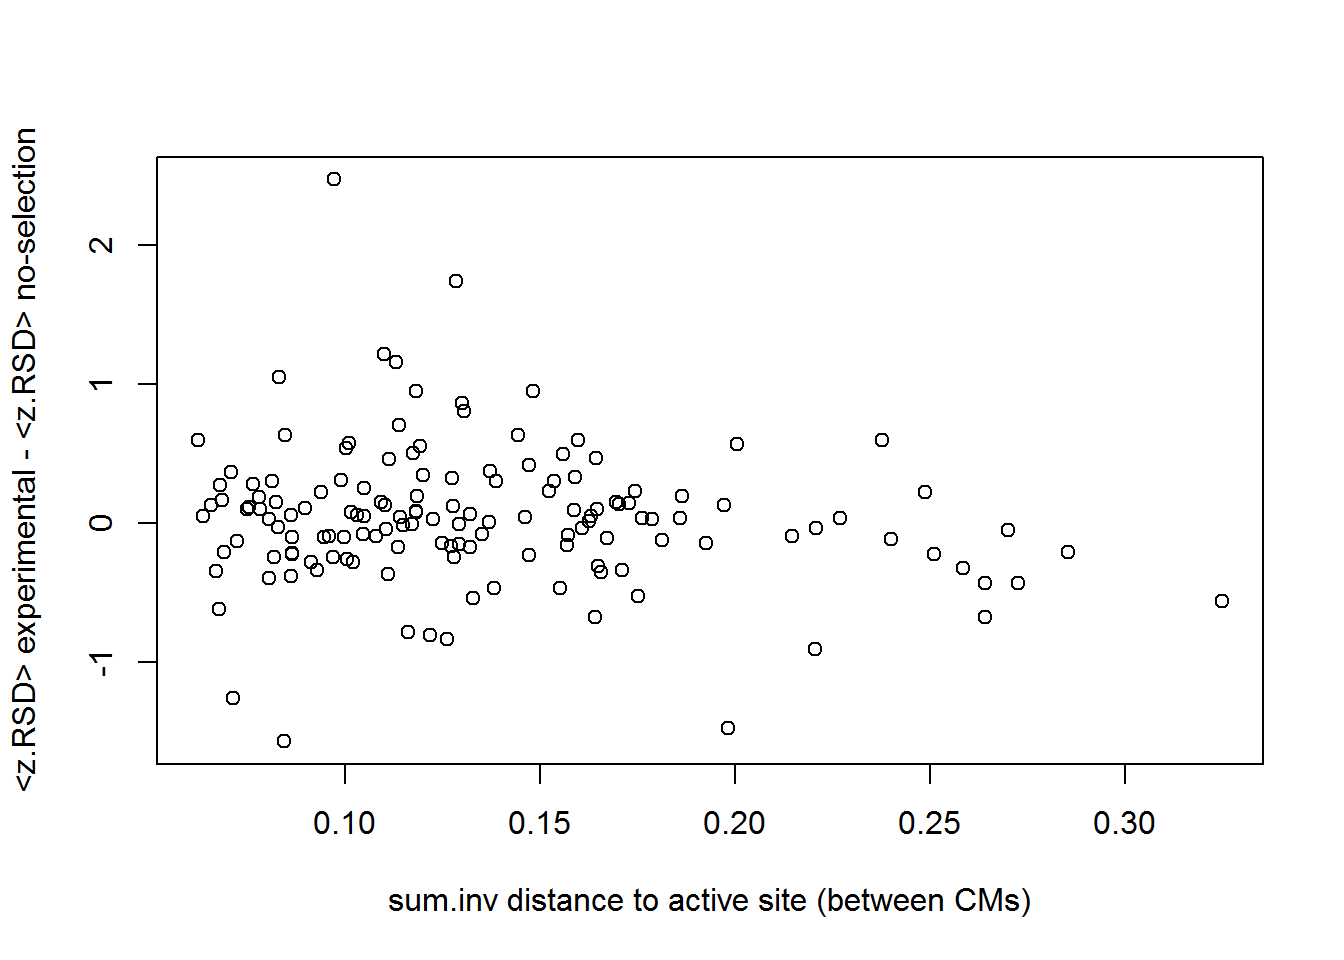 <z.RSD> experimental - <z.RSD> no-selection
2
1
0
-1
0.10 0.15 0.20 0.25 0.30
sum.inv distance to active site (between CMs)